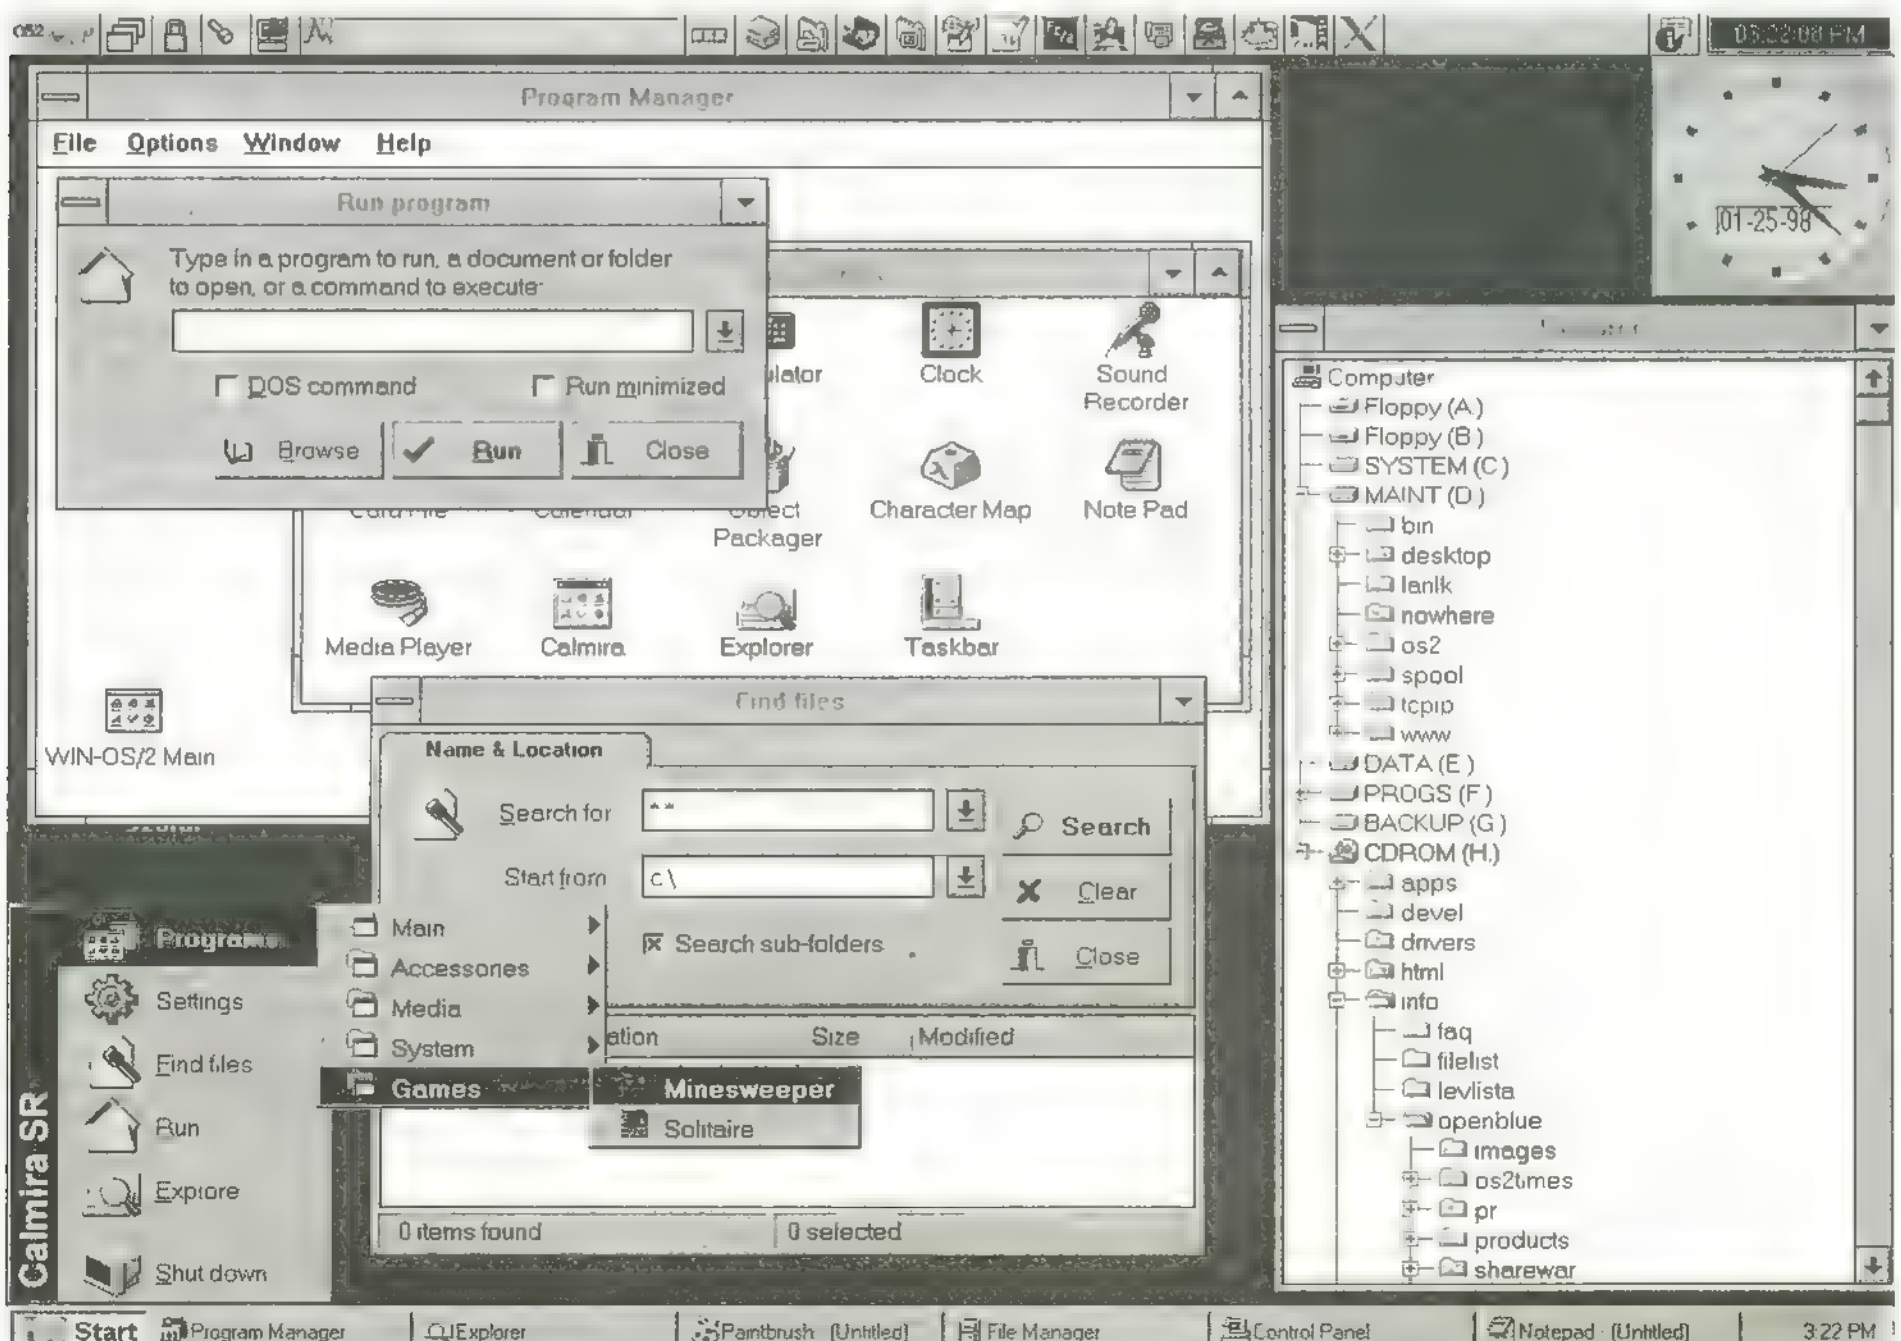 OS2
03:22:08 PM
Program Manager
File Options Window Help
01-25-98
Run program
Type in a program to run, a document or folder
to open, or a command to execute
DOS command
Run minimized
Browse
Run
Close
Clock
Sound
Recorder
Calendar
Object
Packager
Character Map
Note Pad
Media Player
Calmira
Explorer
Taskbar
WIN-OS/2 Main
Find files
Name & Location
Search for
**
Search
Start from
c\
Clear
Search sub-folders
Close
Size
Modified
0 items found
0 selected
Computer
Floppy (A )
Floppy (B )
SYSTEM (C )
MAINT (D )
bin
desktop
lanlk
nowhere
os2
spool
tcpip
www
DATA (E )
PROGS (F )
BACKUP (G )
CDROM (H.)
apps
devel
drivers
html
info
faq
filelist
levlista
openblue
images
os2times
pr
products
sharewar
Calmira SR
Programs
Settings
Find files
Run
Explore
Shut down
Main
Accessories
Media
System
Games
Minesweeper
Solitaire
Start
Program Manager
Explorer
Paintbrush (Untitled)
File Manager
Control Panel
Notepad - (Untitled)
3:22 PM